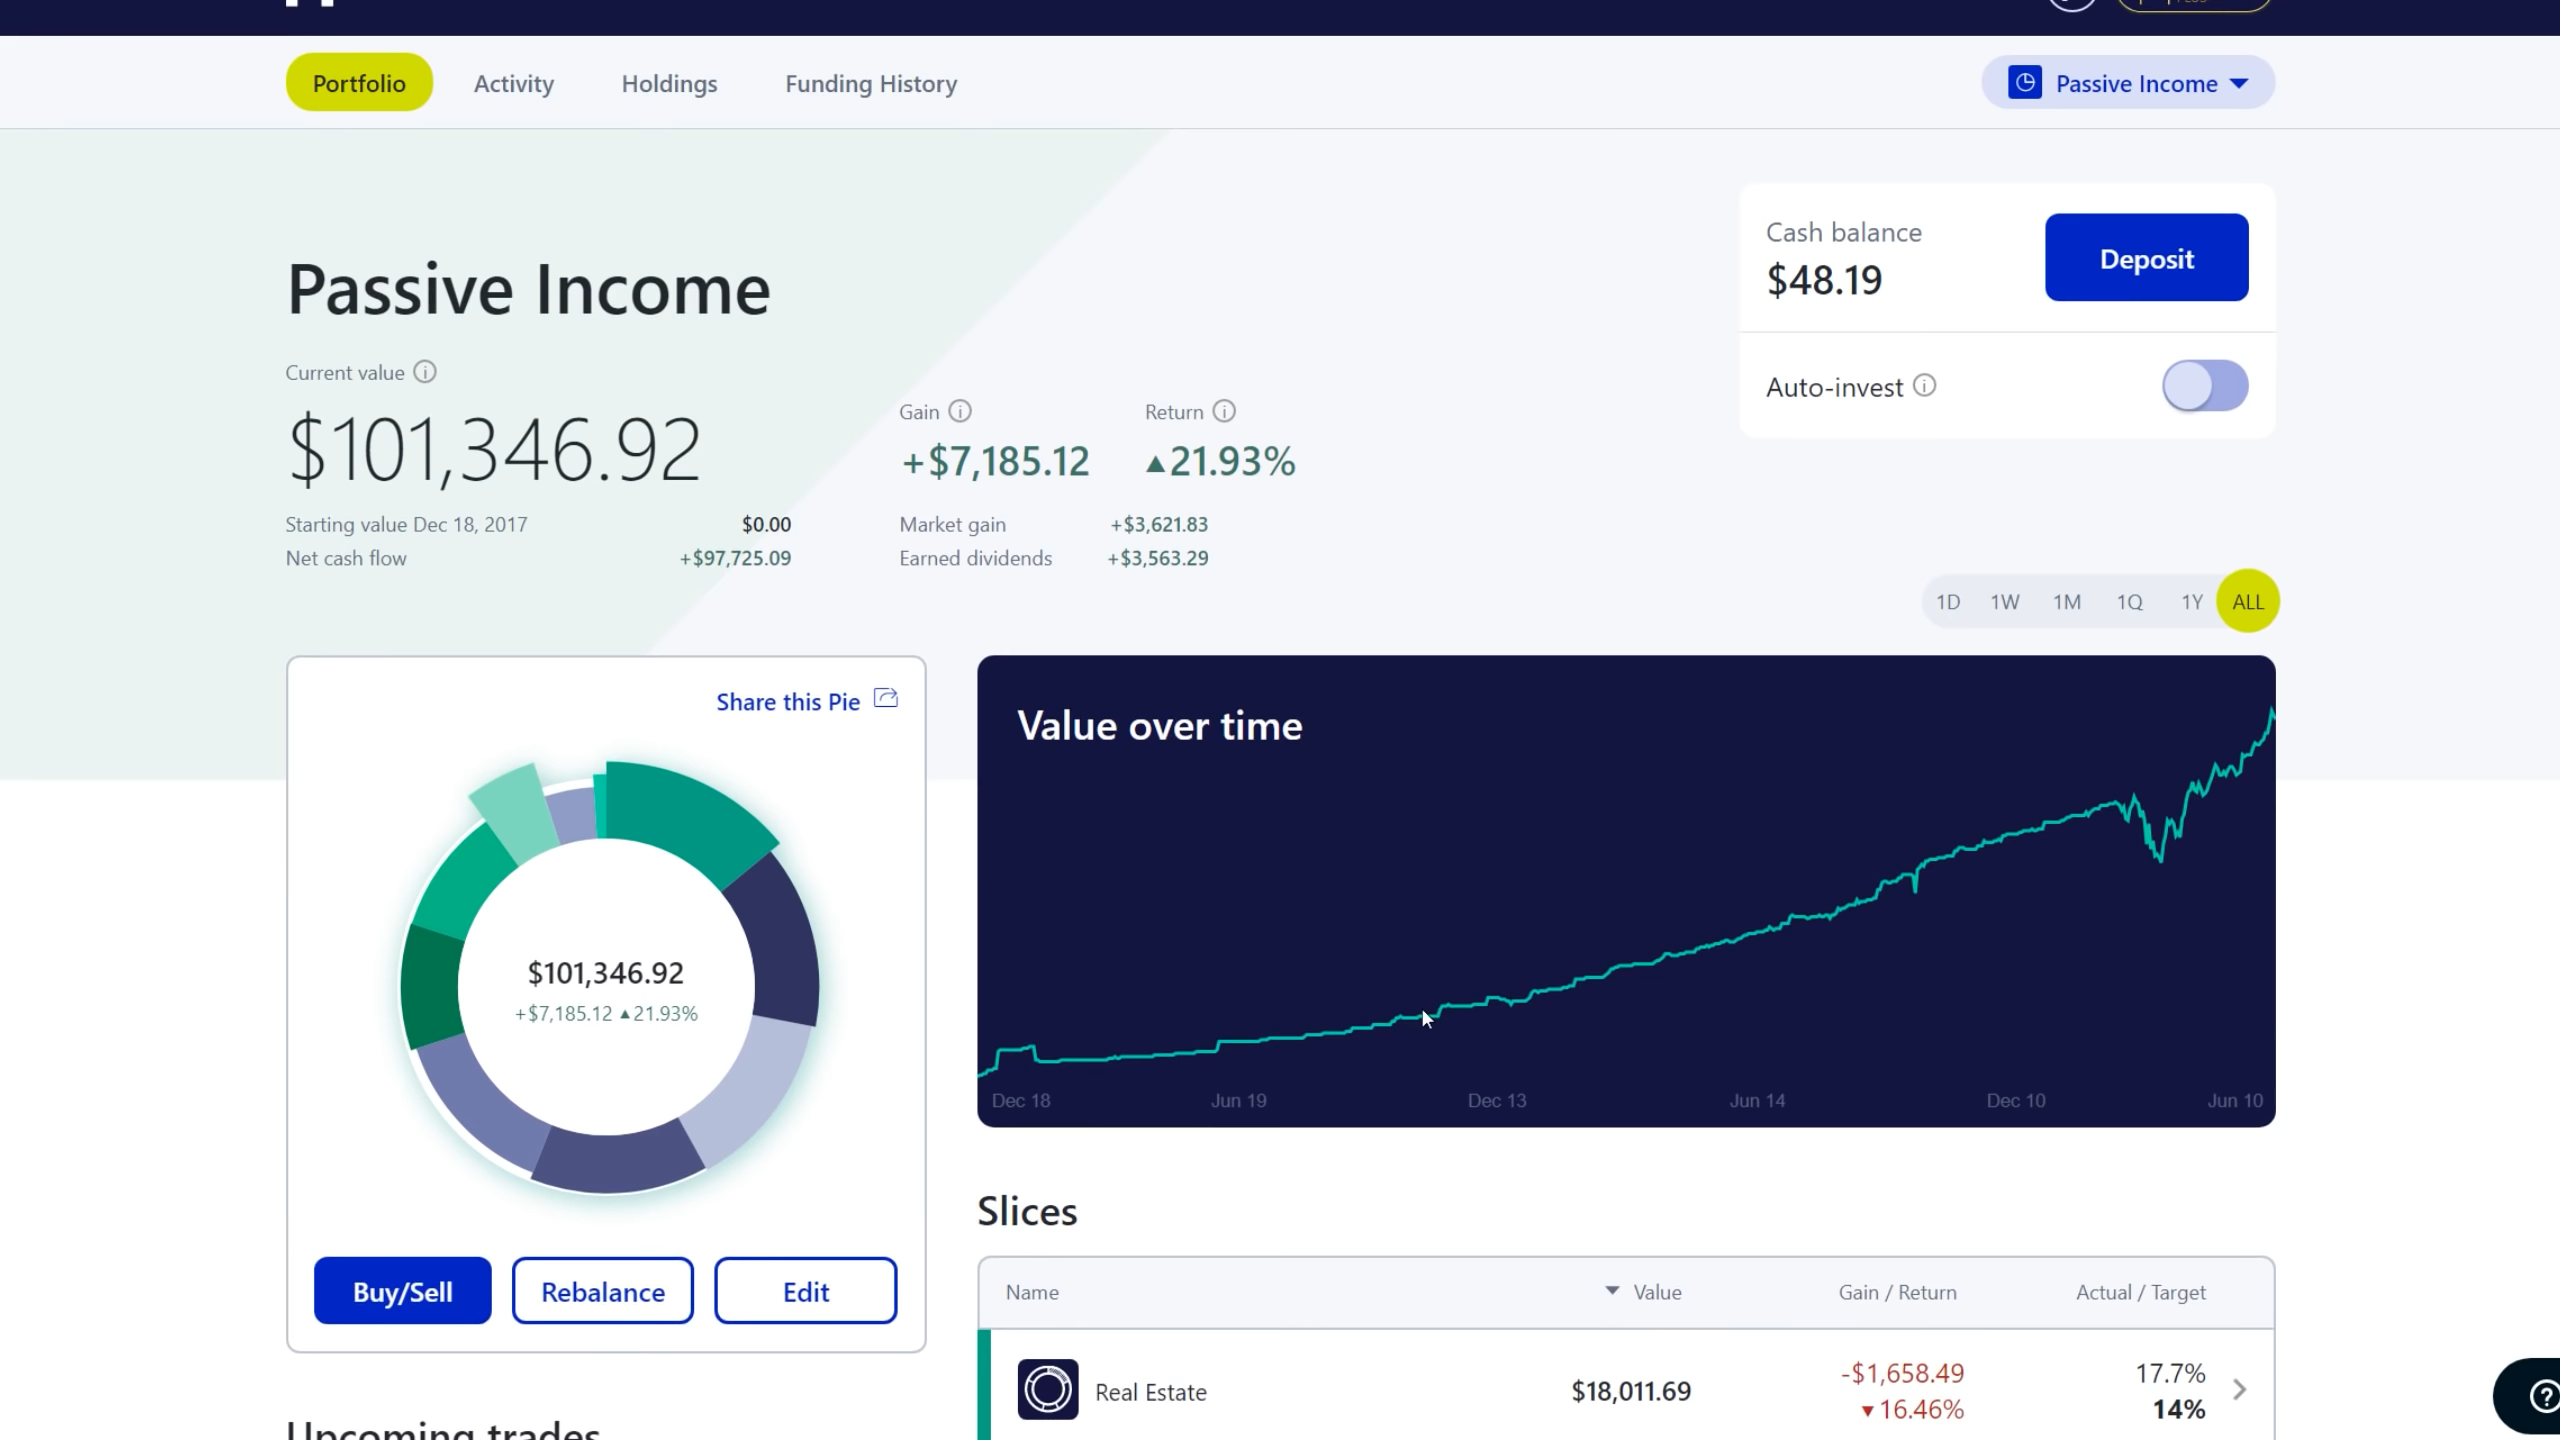 Portfolio Activity Holdings Funding History Passive Income
Passive Income
Cash balance
$48.19
Deposit
Auto-invest
Current value
$101,346.92
Gain Return
+$7,185.12 ▲21.93%
Starting value Dec 18, 2017 $0.00
Net cash flow +$97,725.09
Market gain +$3,621.83
Earned dividends +$3,563.29
1D 1W 1M 1Q 1Y ALL
Share this Pie
$101,346.92
+$7,185.12 ▲21.93%
Buy/Sell Rebalance Edit
Value over time
Dec 18 Jun 19 Dec 13 Jun 14 Dec 10 Jun 10
Slices
Name ▼ Value Gain / Return Actual / Target
Real Estate $18,011.69 -$1,658.49 17.7%
▼16.46% 14%
Upcoming trades